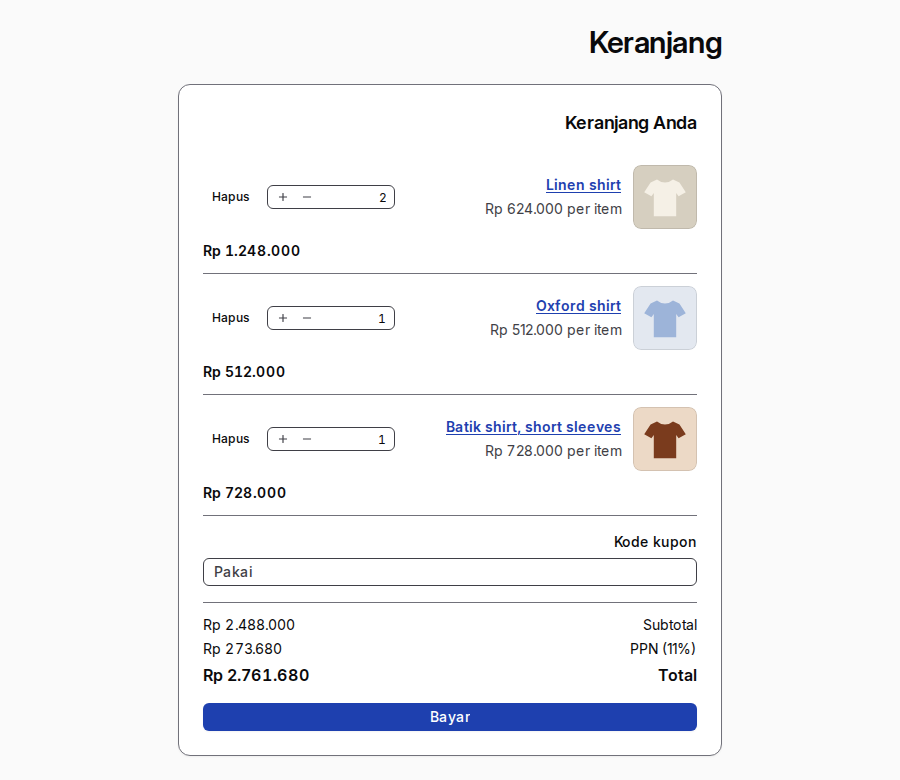 Keranjang
Keranjang Anda
Linen shirt
Rp 624.000 per item
2
Hapus
Rp 1.248.000
Oxford shirt
Rp 512.000 per item
1
Hapus
Rp 512.000
Batik shirt, short sleeves
Rp 728.000 per item
1
Hapus
Rp 728.000
Kode kupon
Pakai
Subtotal Rp 2.488.000
PPN (11%) Rp 273.680
Total Rp 2.761.680
Bayar